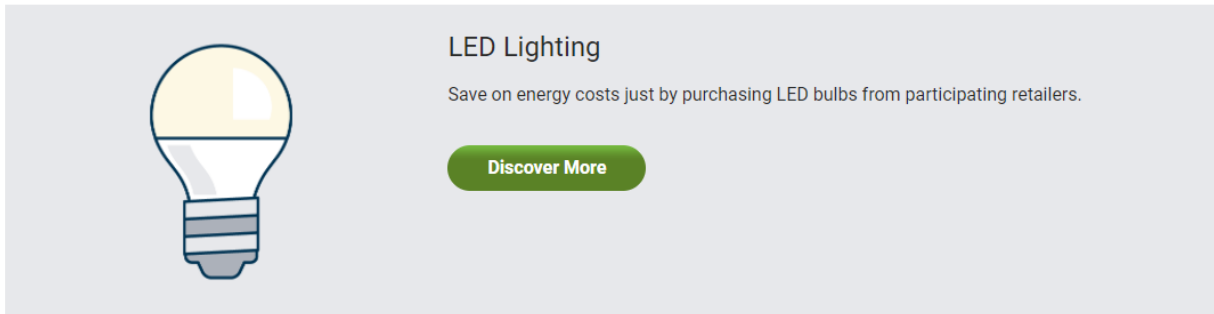 LED Lighting
Save on energy costs just by purchasing LED bulbs from participating retailers.
Discover More